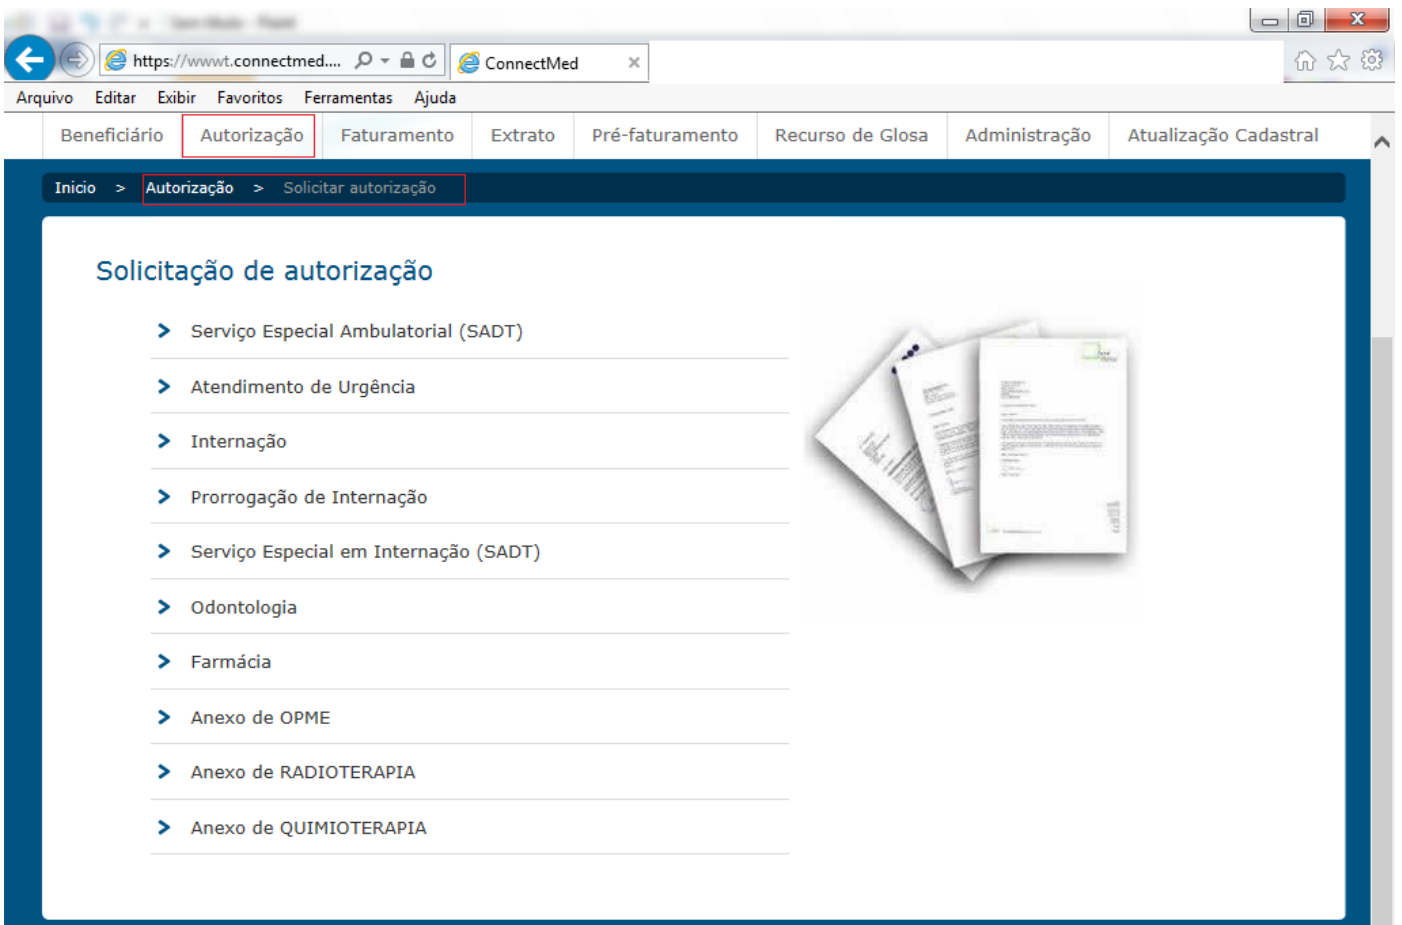 https://wwwt.connectmed.... ConnectMed
Arquivo Editar Exibir Favoritos Ferramentas Ajuda
Beneficiário Autorização Faturamento Extrato Pré-faturamento Recurso de Glosa Administração Atualização Cadastral
Inicio > Autorização > Solicitar autorização
Solicitação de autorização
Serviço Especial Ambulatorial (SADT)
Atendimento de Urgência
Internação
Prorrogação de Internação
Serviço Especial em Internação (SADT)
Odontologia
Farmácia
Anexo de OPME
Anexo de RADIOTERAPIA
Anexo de QUIMIOTERAPIA